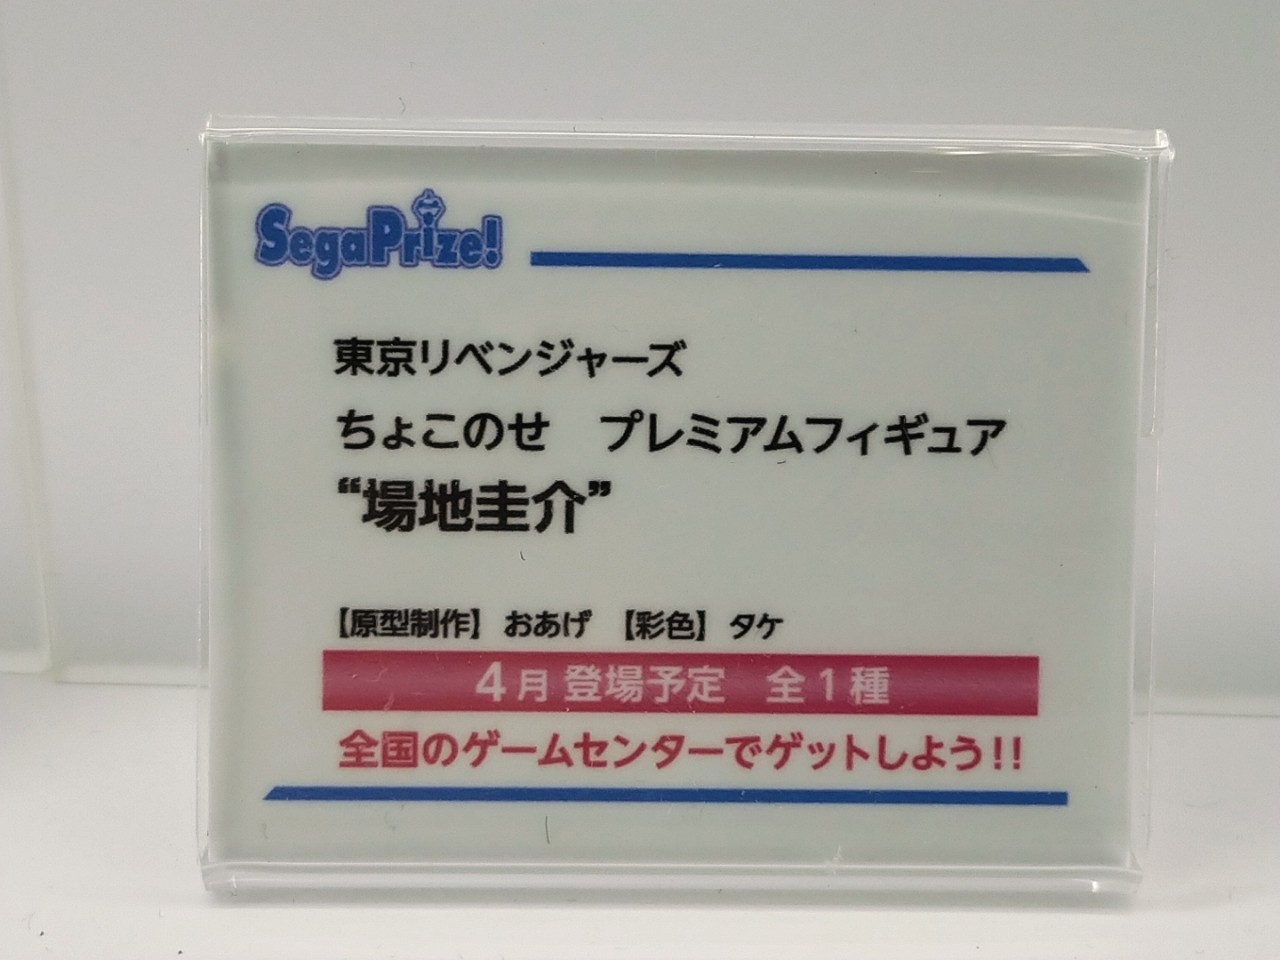 SegaPrize!
東京リベンジャーズ
ちょこのせ　プレミアムフィギュア
“場地圭介”
【原型制作】 おあげ 【彩色】 タケ
4月 登場予定　全1種
全国のゲームセンターでゲットしよう!!